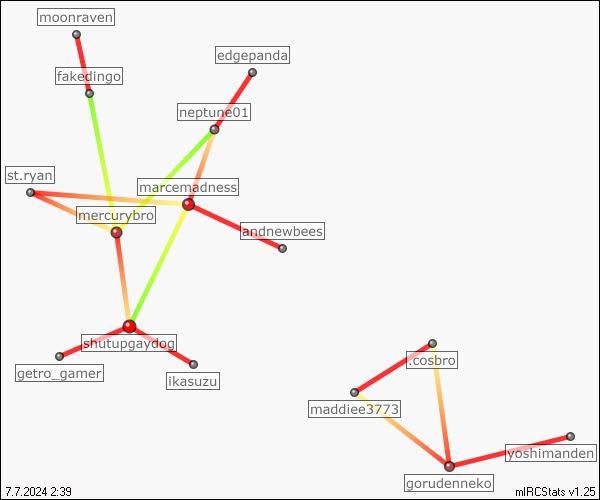 moonraven
edgepanda
fakedingo
neptune01
st.ryan
marcemadness
mercurybro
andnewbees
shutupgaydog
.cosbro
getro_gamer
ikasuzu
maddiee3773
yoshimanden
gorudenneko
7.7.2024 2:39
mIRCStats v1.25